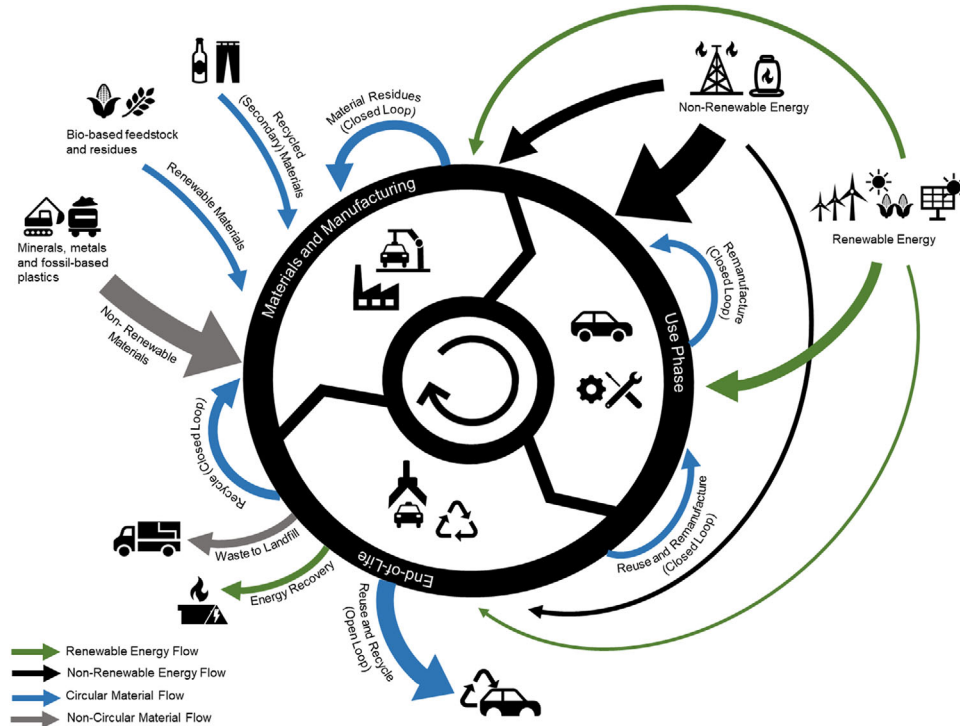 Recycled
(Secondary) Materials
Material Residues
(Closed Loop)
Non-Renewable Energy
Bio-based feedstock
and residues
Renewable Materials
Materials and Manufacturing
Renewable Energy
Minerals, metals
and fossil-based
plastics
Non- Renewable
Materials
Remanufacture
(Closed Loop)
Use Phase
Recycle (Closed Loop)
Reuse and Remanufacture
(Closed Loop)
Waste to Landfill
End-of-Life
Energy Recovery
Reuse and Recycle
(Open Loop)
Renewable Energy Flow
Non-Renewable Energy Flow
Circular Material Flow
Non-Circular Material Flow